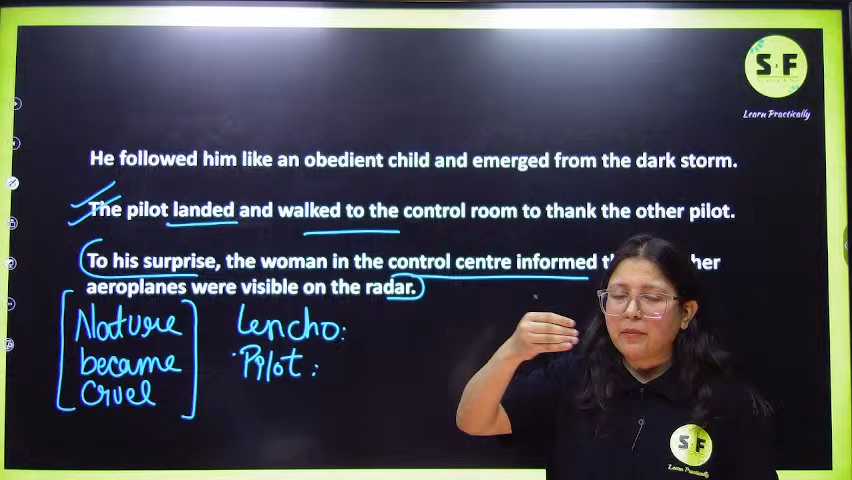 S F
Learn Practically
He followed him like an obedient child and emerged from the dark storm.
The pilot landed and walked to the control room to thank the other pilot.
To his surprise, the woman in the control centre informed
her
aeroplanes were visible on the radar.
Nature
became
cruel
Lencho:
Pilot:
S F
Learn Practically